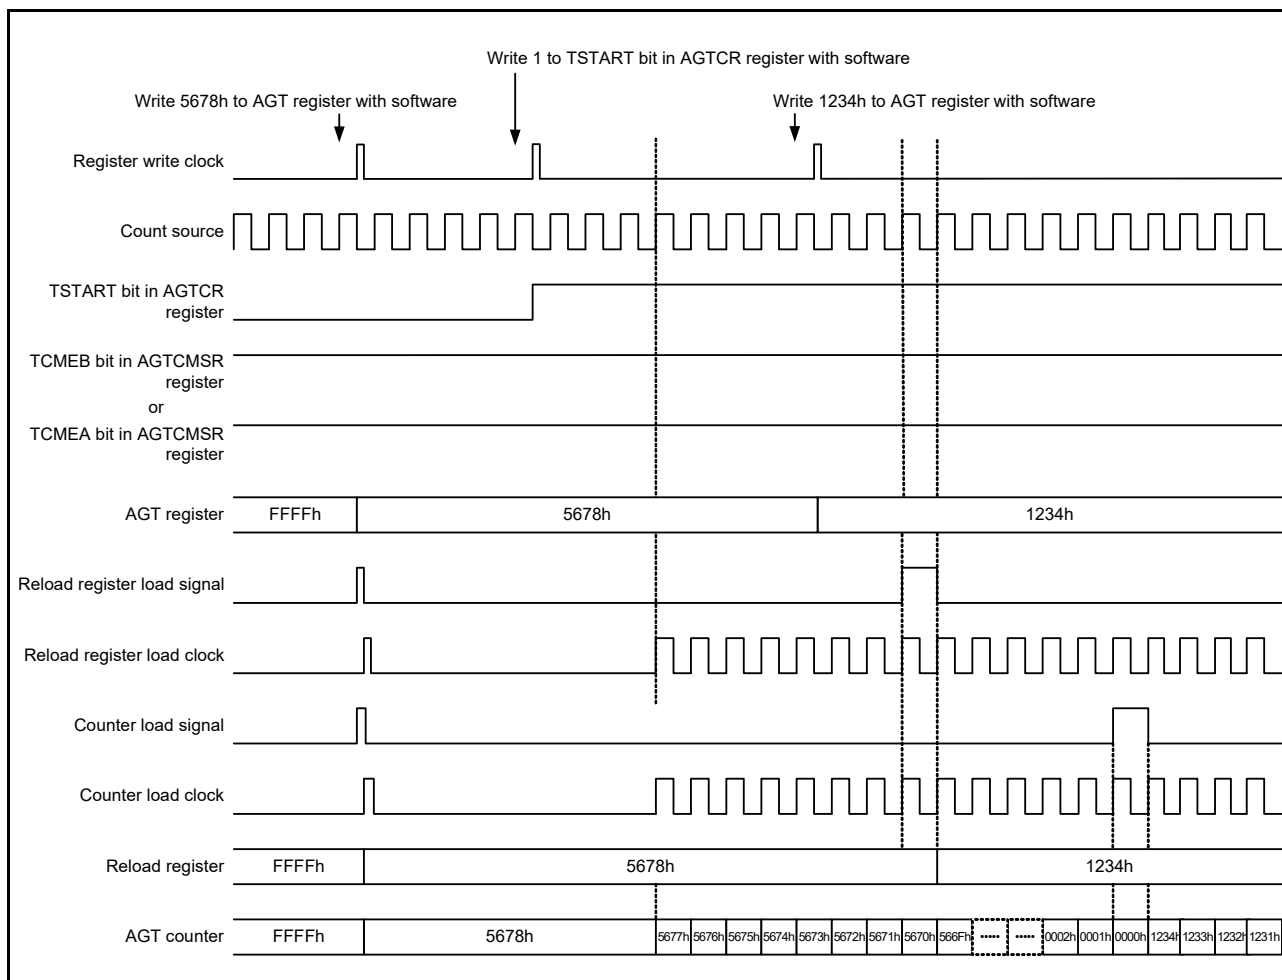 Write 1 to TSTART bit in AGTCR register with software
Write 5678h to AGT register with software
Write 1234h to AGT register with software
Register write clock
Count source
TSTART bit in AGTCR
register
TCMEB bit in AGTCMSR
register
or
TCMEA bit in AGTCMSR
register
AGT register FFFFh 5678h 1234h
Reload register load signal
Reload register load clock
Counter load signal
Counter load clock
Reload register FFFFh 5678h 1234h
AGT counter FFFFh 5678h 5677h 5676h 5675h 5674h 5673h 5672h 5671h 5670h 566Fh ..... ..... 0002h 0001h 0000h 1234h 1233h 1232h 1231h